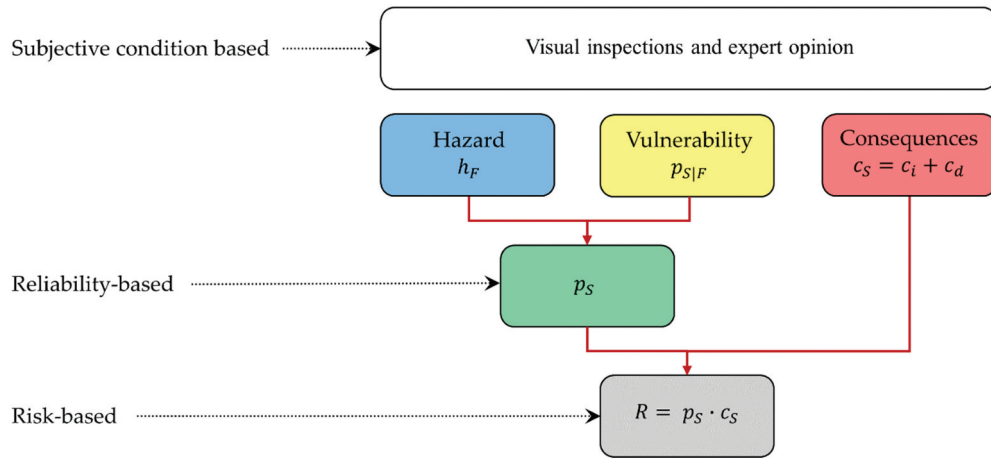 Subjective condition based
Visual inspections and expert opinion
Hazard
h_F
Vulnerability
p_{S|F}
Consequences
c_S = c_i + c_d
Reliability-based
p_S
Risk-based
R = p_S · c_S